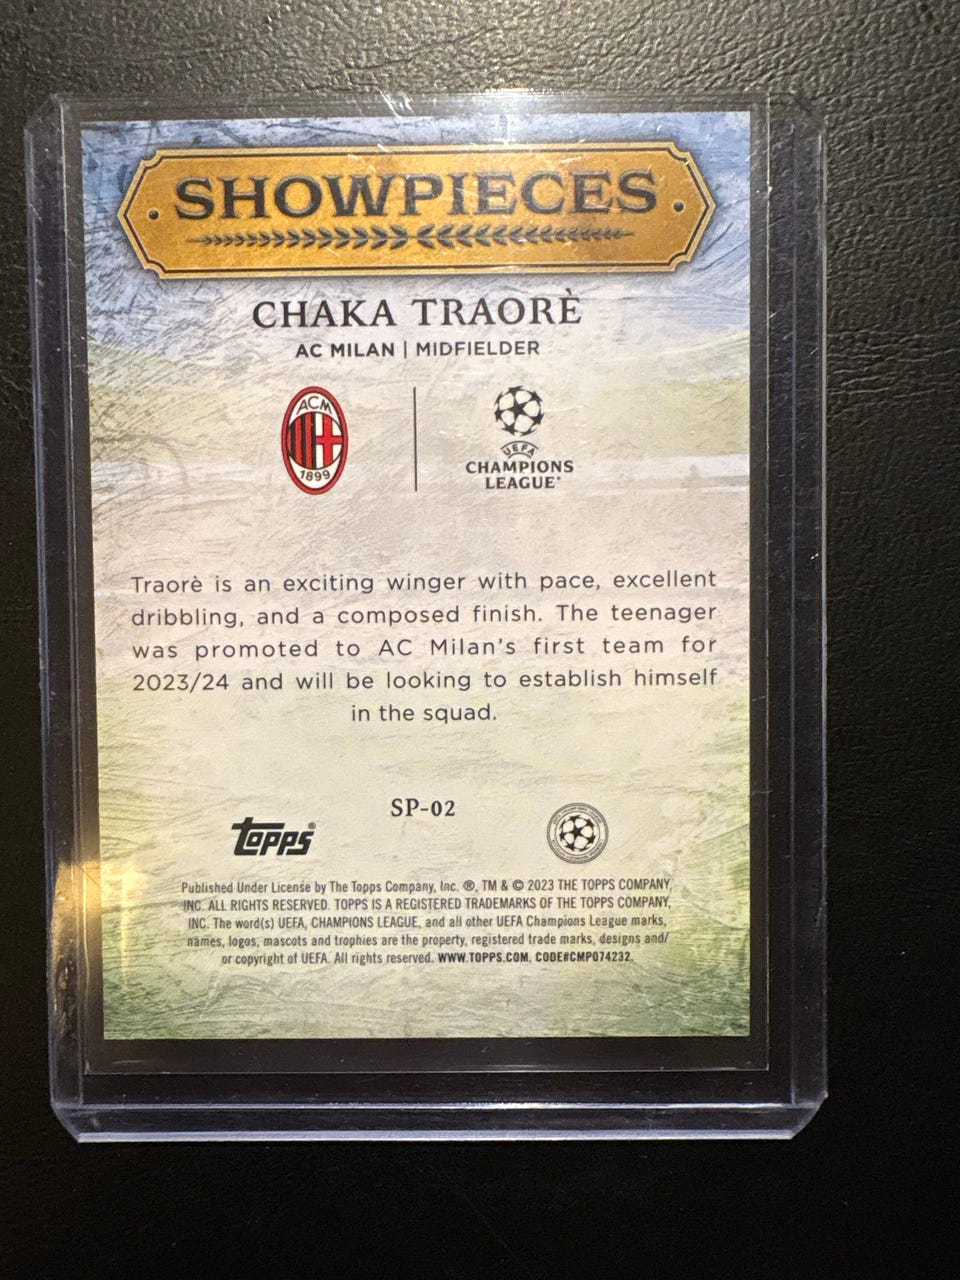 SHOWPIECES
CHAKA TRAORÈ
AC MILAN | MIDFIELDER
ACM
1899
UEFA
CHAMPIONS
LEAGUE®
Traorè is an exciting winger with pace, excellent
dribbling, and a composed finish. The teenager
was promoted to AC Milan's first team for
2023/24 and will be looking to establish himself
in the squad.
SP-02
topps®
Published Under License by The Topps Company, Inc. ®, TM & © 2023 THE TOPPS COMPANY,
INC. ALL RIGHTS RESERVED. TOPPS IS A REGISTERED TRADEMARKS OF THE TOPPS COMPANY,
INC. The word(s) UEFA, CHAMPIONS LEAGUE, and all other UEFA Champions League marks,
names, logos, mascots and trophies are the property, registered trade marks, designs and/
or copyright of UEFA. All rights reserved. WWW.TOPPS.COM. CODE#CMP074232.